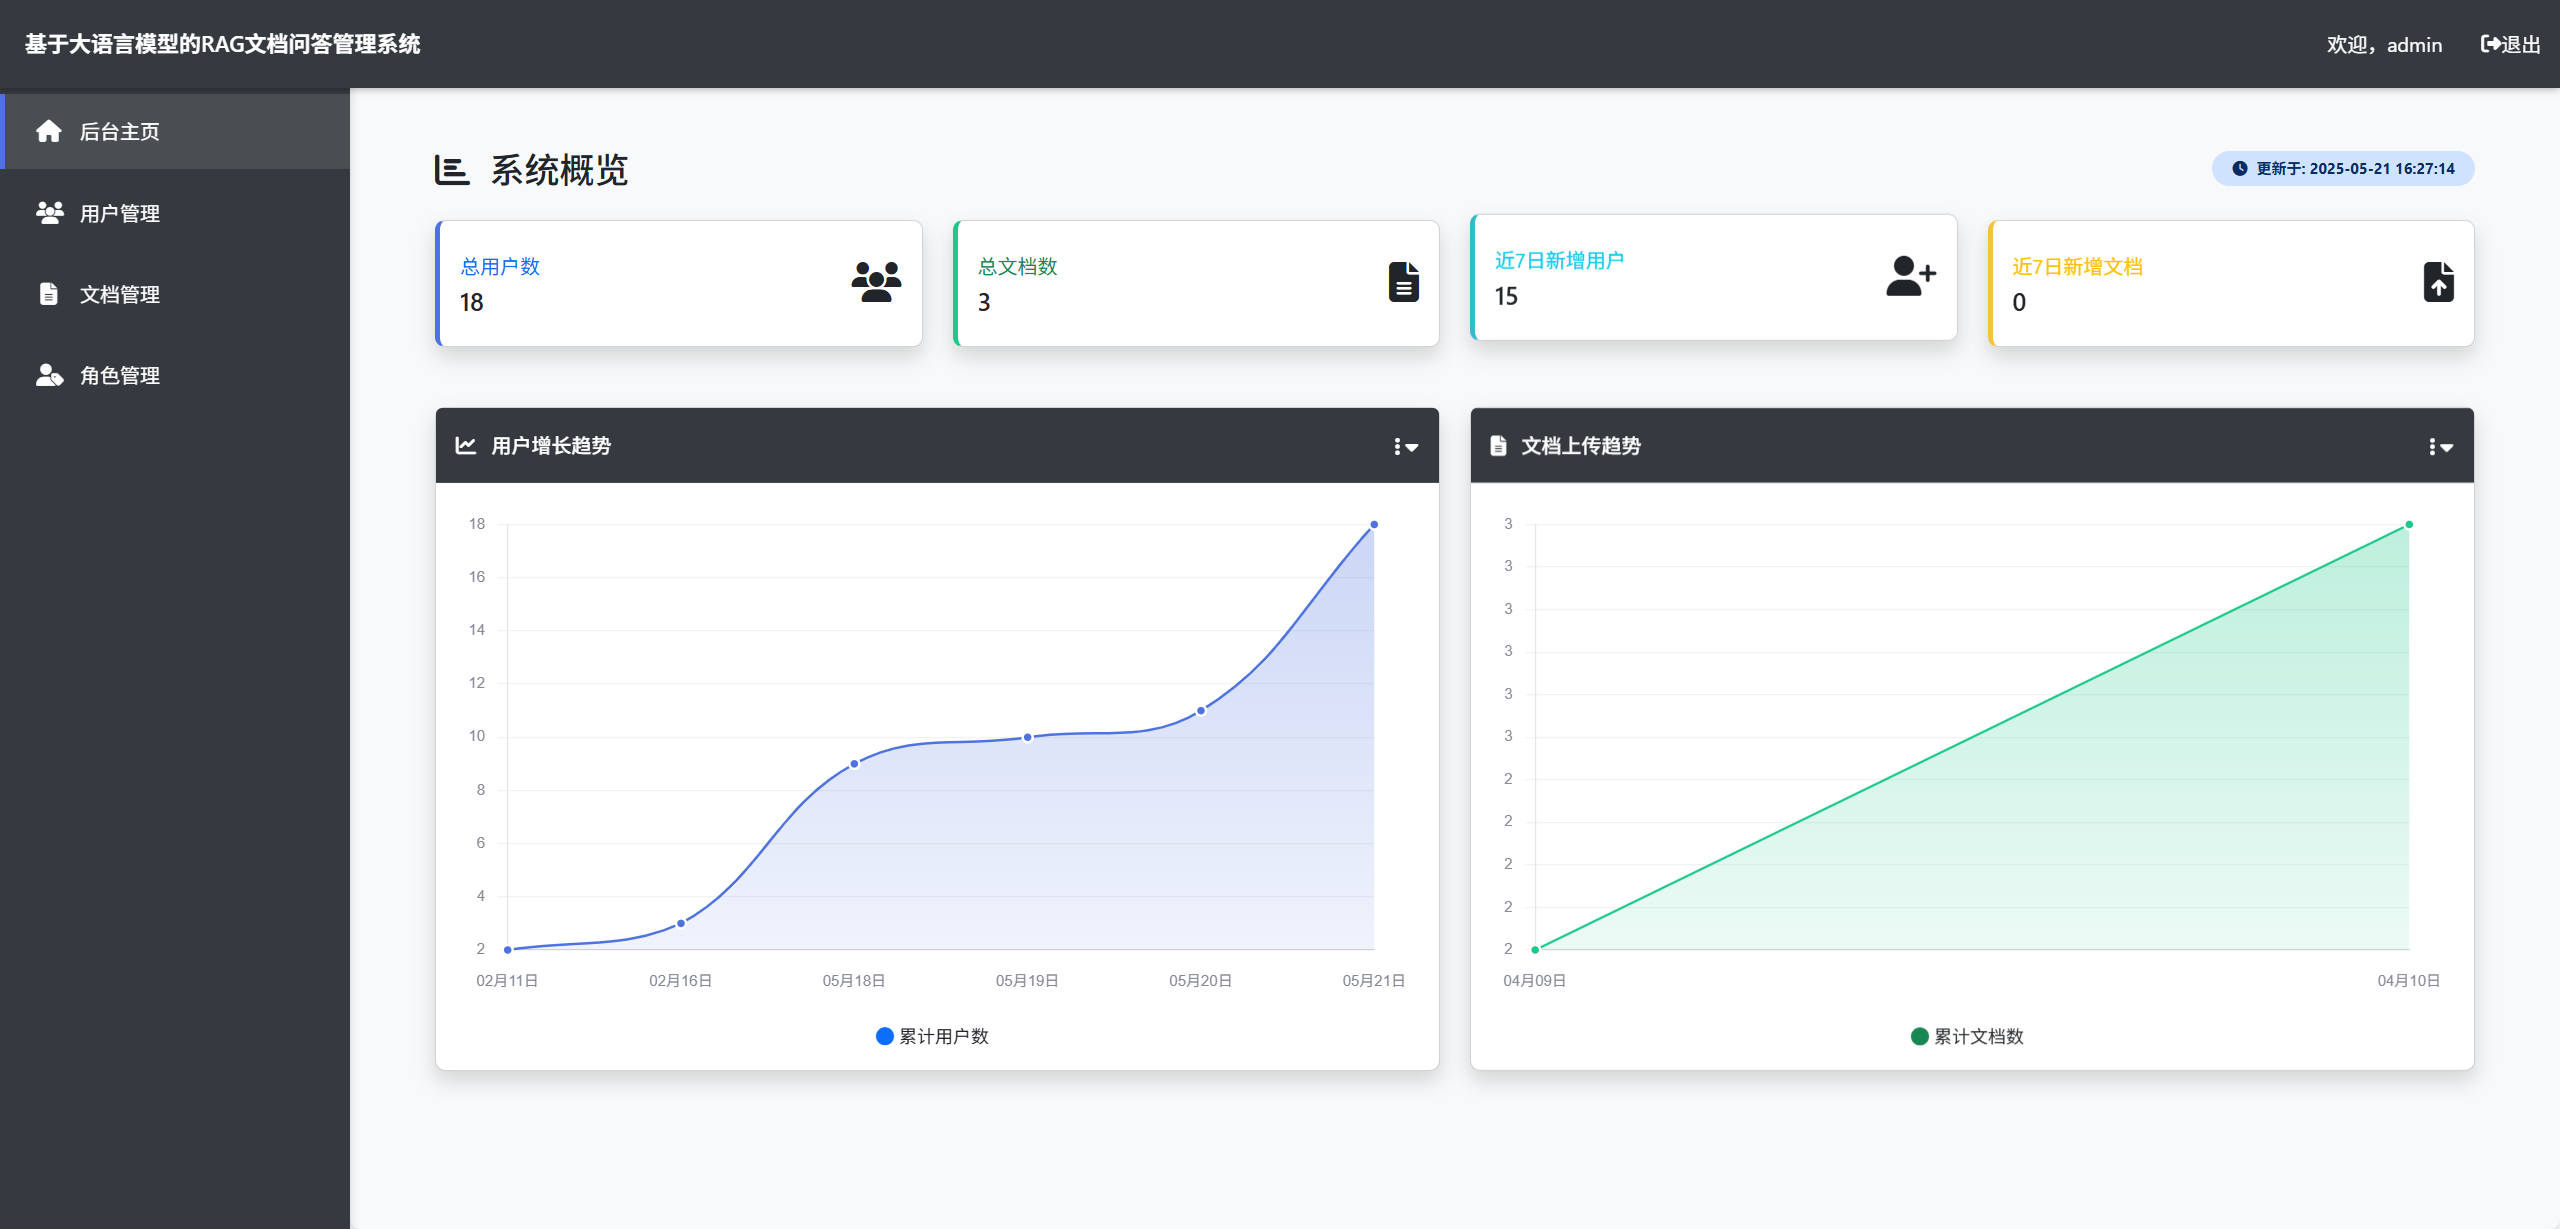 基于大语言模型的RAG文档问答管理系统
欢迎，admin
退出
后台主页
用户管理
文档管理
角色管理
系统概览
更新于: 2025-05-21 16:27:14
总用户数
18
总文档数
3
近7日新增用户
15
近7日新增文档
0
用户增长趋势
18
16
14
12
10
8
6
4
2
02月11日
02月16日
05月18日
05月19日
05月20日
05月21日
累计用户数
文档上传趋势
3
3
3
3
3
3
2
2
2
2
2
04月09日
04月10日
累计文档数